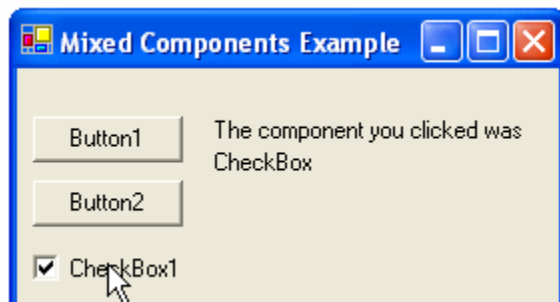 Mixed Components Example
Button1
The component you clicked was
CheckBox
Button2
CheckBox1